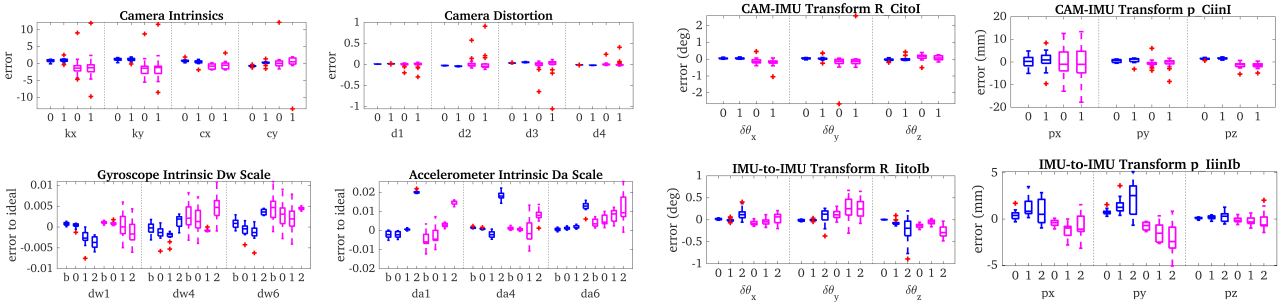 Camera Intrinsics
error
10
0
-10
0 1 0 1 0 1 0 1 0 1 0 1 0 1 0 1
kx ky cx cy
Camera Distortion
error
1
0.5
0
-0.5
-1
0 1 0 1 0 1 0 1 0 1 0 1 0 1 0 1
d1 d2 d3 d4
CAM-IMU Transform R_CitoI
error (deg)
2
0
-2
0 1 0 1 0 1 0 1 0 1 0 1
δθx δθy δθz
CAM-IMU Transform p_CiinI
error (mm)
20
10
0
-10
-20
0 1 0 1 0 1 0 1 0 1 0 1
px py pz
Gyroscope Intrinsic Dw Scale
error to ideal
0.01
0.005
0
-0.005
-0.01
b 0 1 2 b 0 1 2 b 0 1 2 b 0 1 2 b 0 1 2 b 0 1 2
dw1 dw4 dw6
Accelerometer Intrinsic Da Scale
error to ideal
0.02
0.01
0
-0.01
-0.02
b 0 1 2 b 0 1 2 b 0 1 2 b 0 1 2 b 0 1 2 b 0 1 2
da1 da4 da6
IMU-to-IMU Transform R_IitoIb
error (deg)
1
0.5
0
-0.5
-1
0 1 2 0 1 2 0 1 2 0 1 2 0 1 2 0 1 2
δθx δθy δθz
IMU-to-IMU Transform p_IiinIb
error (mm)
5
0
-5
0 1 2 0 1 2 0 1 2 0 1 2 0 1 2 0 1 2
px py pz